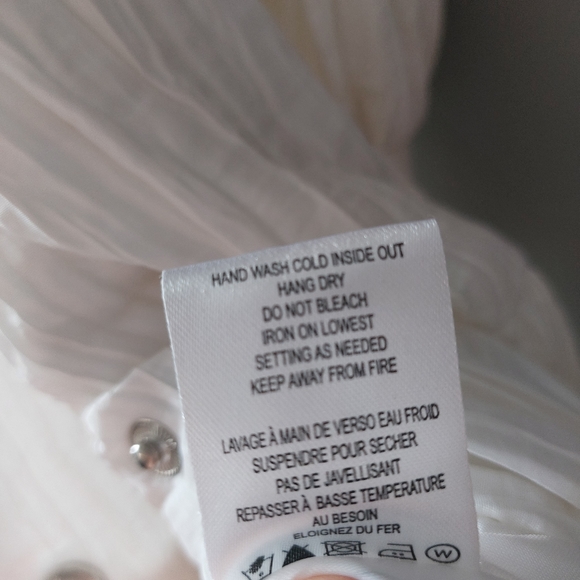 HAND WASH COLD INSIDE OUT
HANG DRY
DO NOT BLEACH
IRON ON LOWEST
SETTING AS NEEDED
KEEP AWAY FROM FIRE
LAVAGE À MAIN DE VERSO EAU FROID
SUSPENDRE POUR SECHER
PAS DE JAVELLISANT
REPASSER À BASSE TEMPERATURE
AU BESOIN
ELOIGNEZ DU FER
W